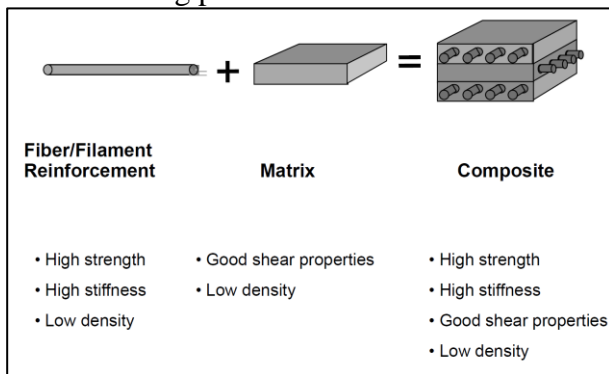 +
=
Fiber/Filament
Reinforcement
Matrix
Composite
• High strength
• High stiffness
• Low density
• Good shear properties
• Low density
• High strength
• High stiffness
• Good shear properties
• Low density